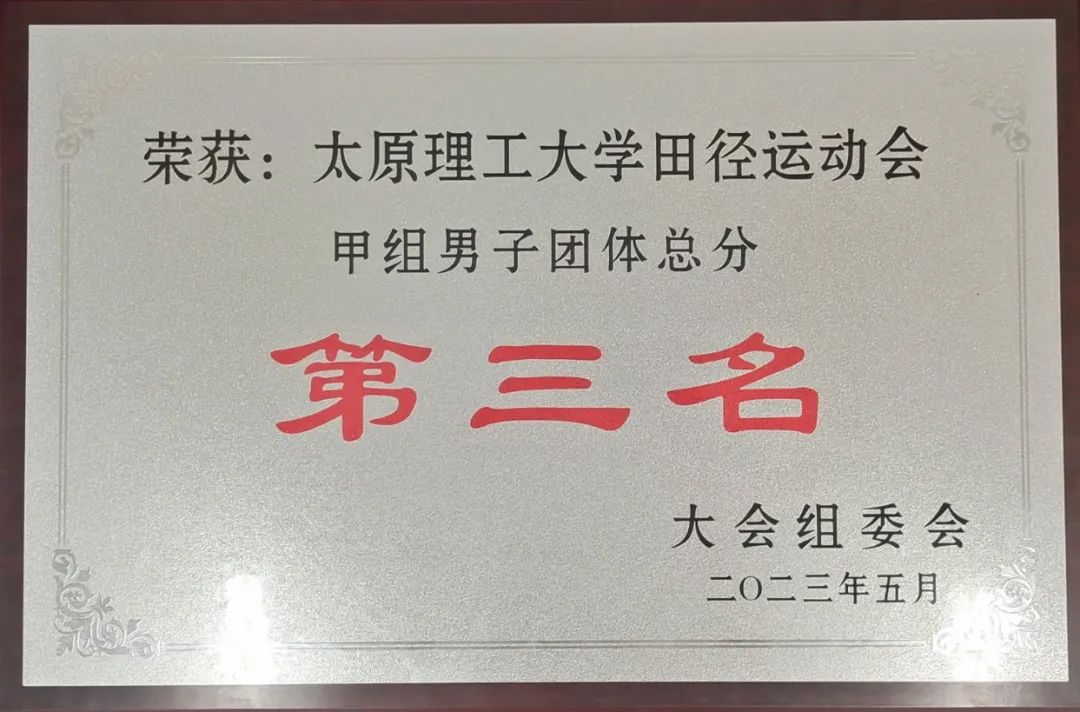 荣获：太原理工大学田径运动会
甲组男子团体总分
第三名
大会组委会
二〇二三年五月